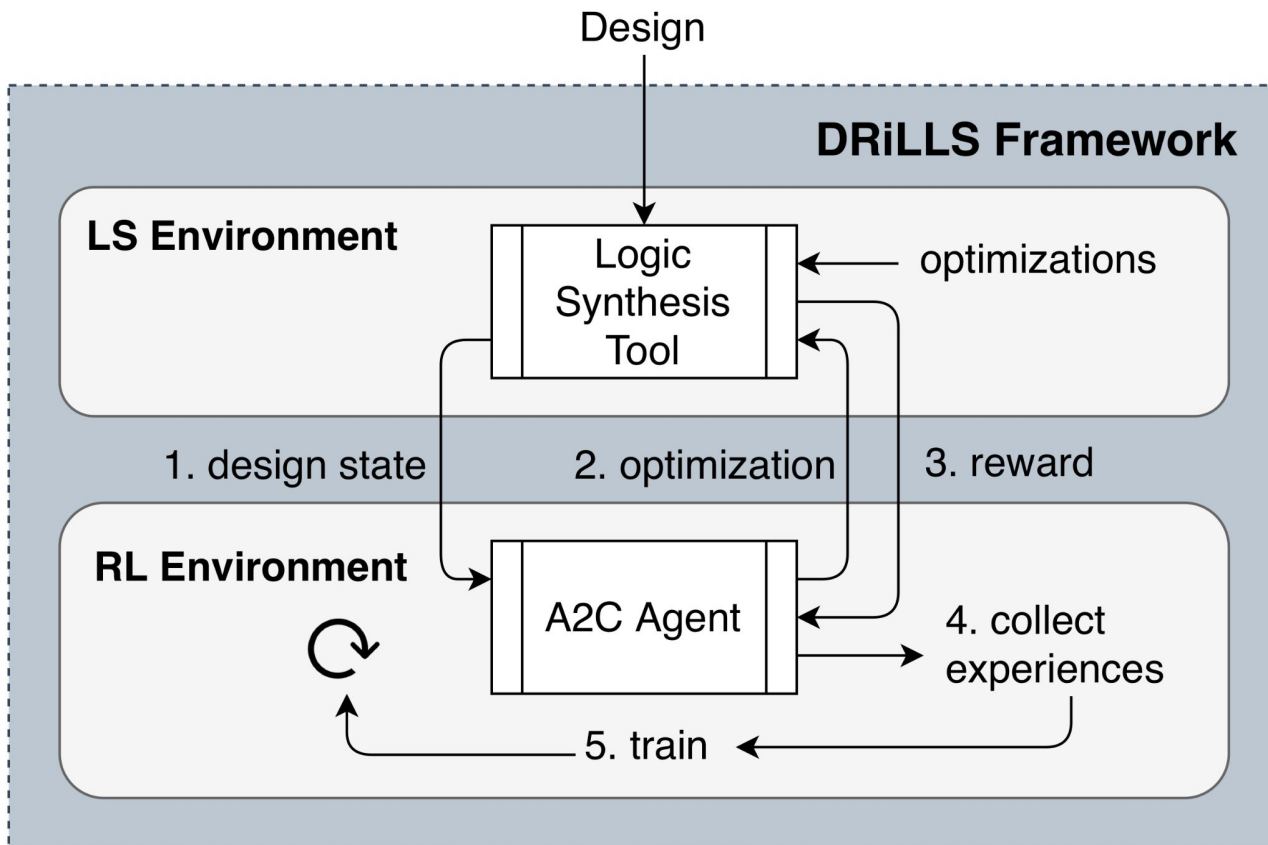 Design
DRiLLS Framework
LS Environment
Logic
Synthesis
Tool
optimizations
1. design state
2. optimization
3. reward
RL Environment
A2C Agent
4. collect
experiences
5. train